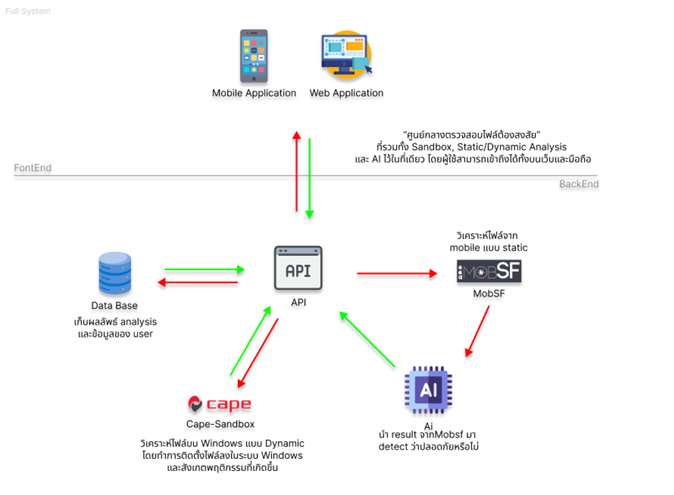 Full System
Mobile Application
Web Application
“ศูนย์กลางตรวจสอบไฟล์ต้องสงสัย”
ที่รวมทั้ง Sandbox, Static/Dynamic Analysis
และ AI ไว้ในที่เดียว โดยผู้ใช้สามารถเข้าถึงได้ทั้งบนเว็บและมือถือ
FontEnd
BackEnd
วิเคราะห์ไฟล์จาก
mobile แบบ static
MOBSF
MobSF
API
API
Data Base
เก็บผลลัพธ์ analysis
และข้อมูลของ user
cape
Cape-Sandbox
วิเคราะห์ไฟล์บน Windows แบบ Dynamic
โดยทำการติดตั้งไฟล์ลงในระบบ Windows
และสังเกตพฤติกรรมที่เกิดขึ้น
AI
Ai
นำ result จากMobsf มา
detect ว่าปลอดภัยหรือไม่